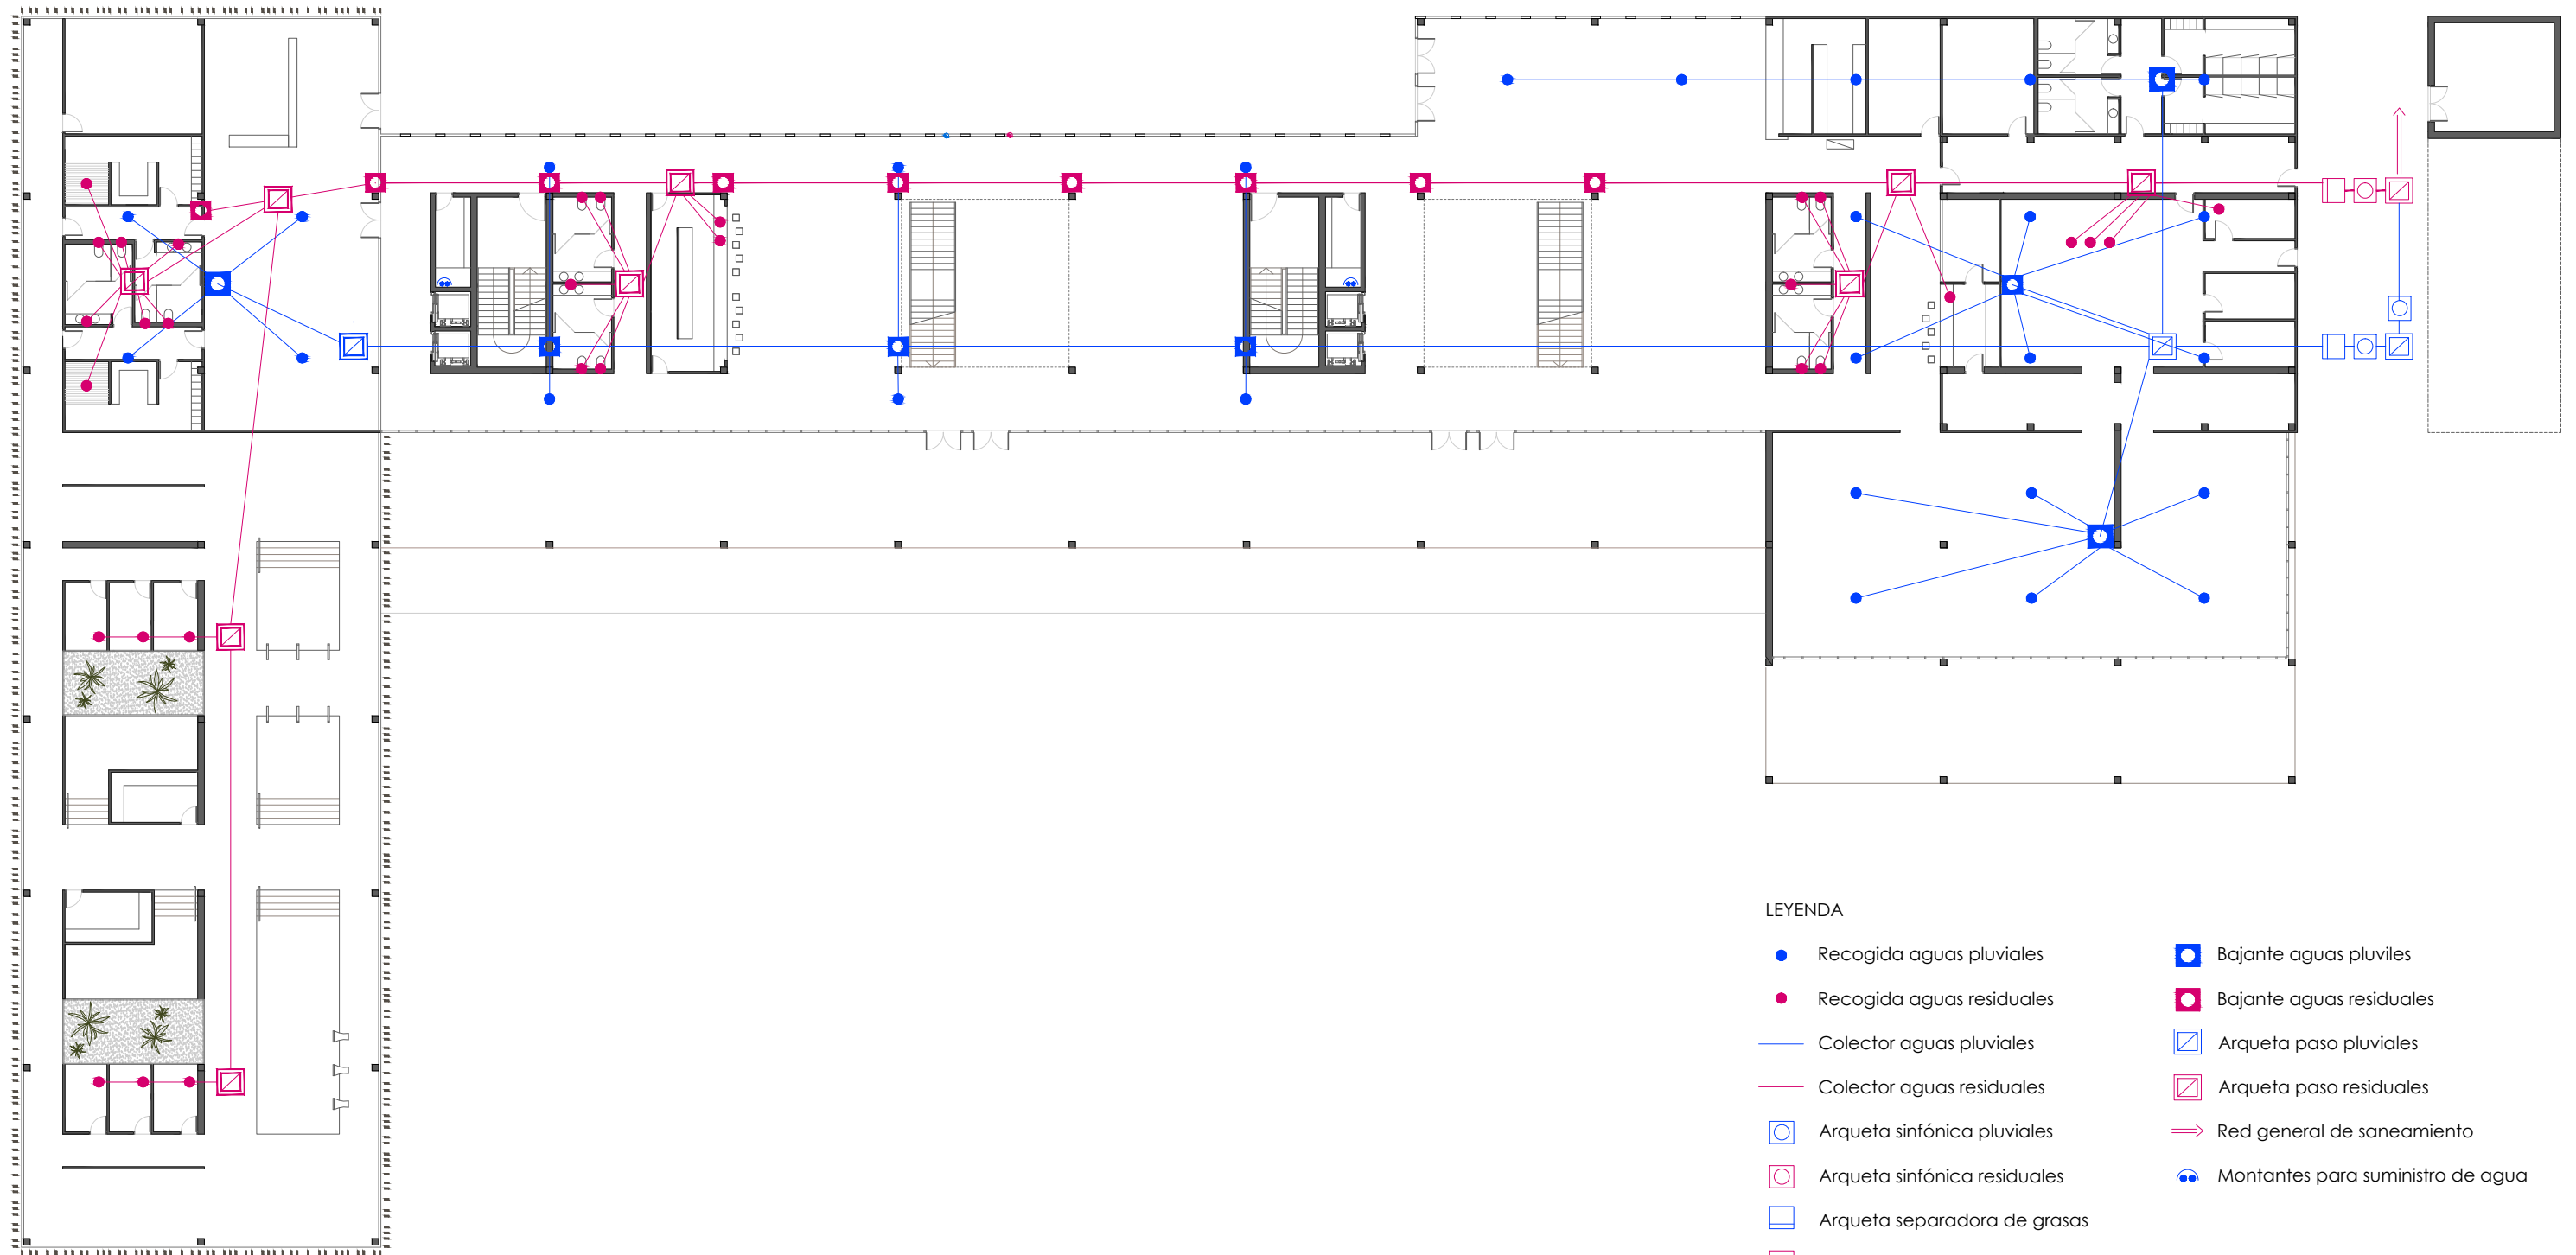 LEYENDA
Recogida aguas pluviales
Recogida aguas residuales
Colector aguas pluviales
Colector aguas residuales
Arqueta sinfónica pluviales
Arqueta sinfónica residuales
Arqueta separadora de grasas
Bajante aguas pluviles
Bajante aguas residuales
Arqueta paso pluviales
Arqueta paso residuales
Red general de saneamiento
Montantes para suministro de agua